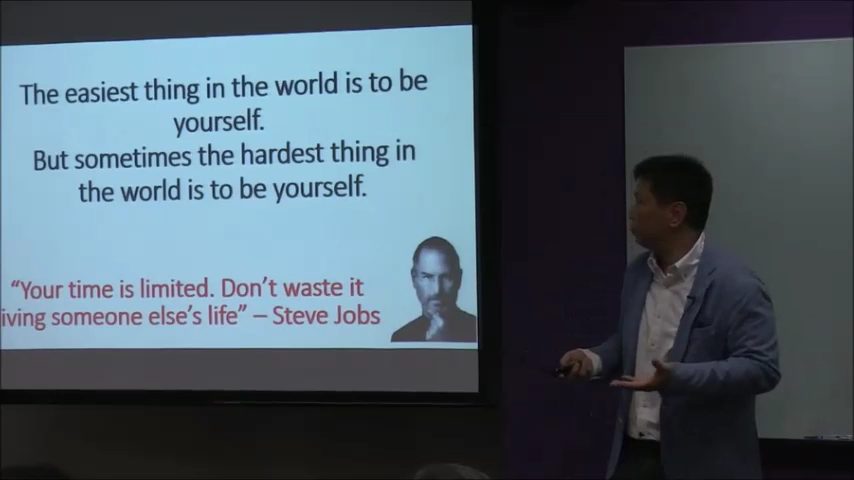 The easiest thing in the world is to be
yourself.
But sometimes the hardest thing in
the world is to be yourself.
“Your time is limited. Don’t waste it
iving someone else’s life” – Steve Jobs